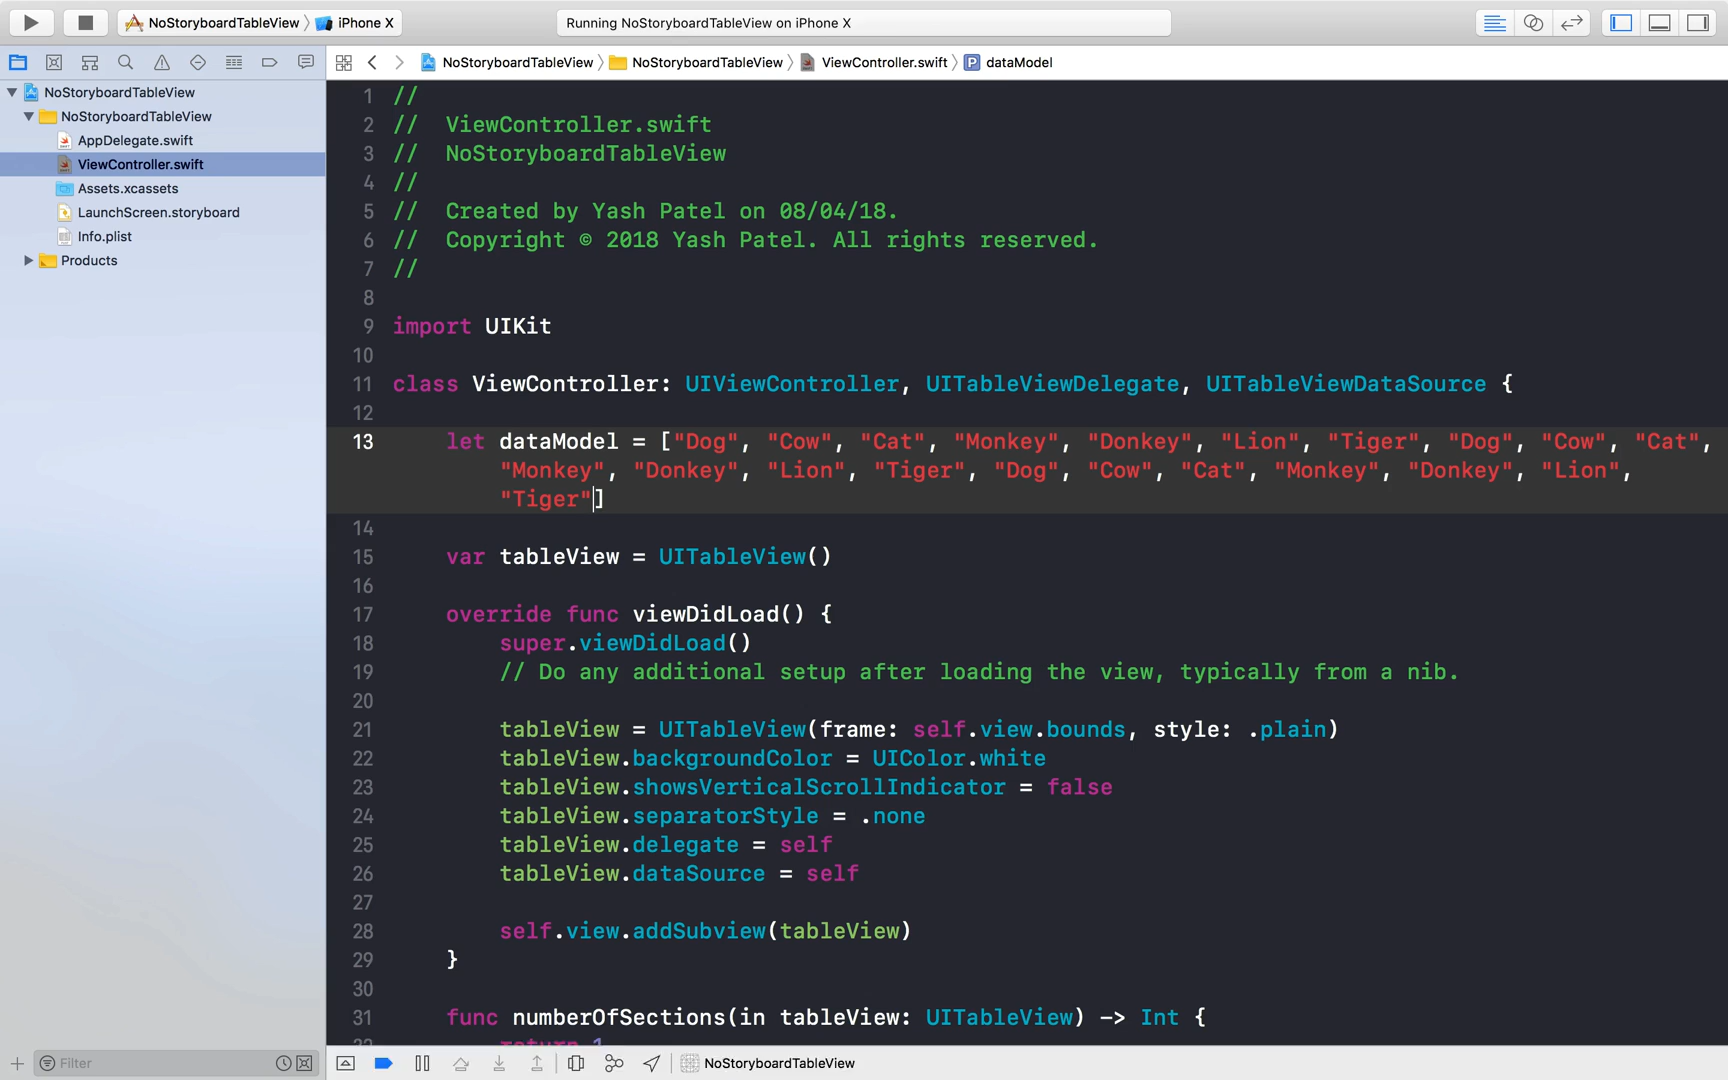 NoStoryboardTableView iPhone X
Running NoStoryboardTableView on iPhone X
NoStoryboardTableView NoStoryboardTableView ViewController.swift P dataModel
NoStoryboardTableView
NoStoryboardTableView
AppDelegate.swift
ViewController.swift
Assets.xcassets
LaunchScreen.storyboard
Info.plist
Products
1 //
2 // ViewController.swift
3 // NoStoryboardTableView
4 //
5 // Created by Yash Patel on 08/04/18.
6 // Copyright © 2018 Yash Patel. All rights reserved.
7 //
8
9 import UIKit
10
11 class ViewController: UIViewController, UITableViewDelegate, UITableViewDataSource {
12
13 let dataModel = ["Dog", "Cow", "Cat", "Monkey", "Donkey", "Lion", "Tiger", "Dog", "Cow", "Cat",
"Monkey", "Donkey", "Lion", "Tiger", "Dog", "Cow", "Cat", "Monkey", "Donkey", "Lion",
"Tiger"]
14
15 var tableView = UITableView()
16
17 override func viewDidLoad() {
18 super.viewDidLoad()
19 // Do any additional setup after loading the view, typically from a nib.
20
21 tableView = UITableView(frame: self.view.bounds, style: .plain)
22 tableView.backgroundColor = UIColor.white
23 tableView.showsVerticalScrollIndicator = false
24 tableView.separatorStyle = .none
25 tableView.delegate = self
26 tableView.dataSource = self
27
28 self.view.addSubview(tableView)
29 }
30
31 func numberOfSections(in tableView: UITableView) -> Int {
return 1
Filter
NoStoryboardTableView